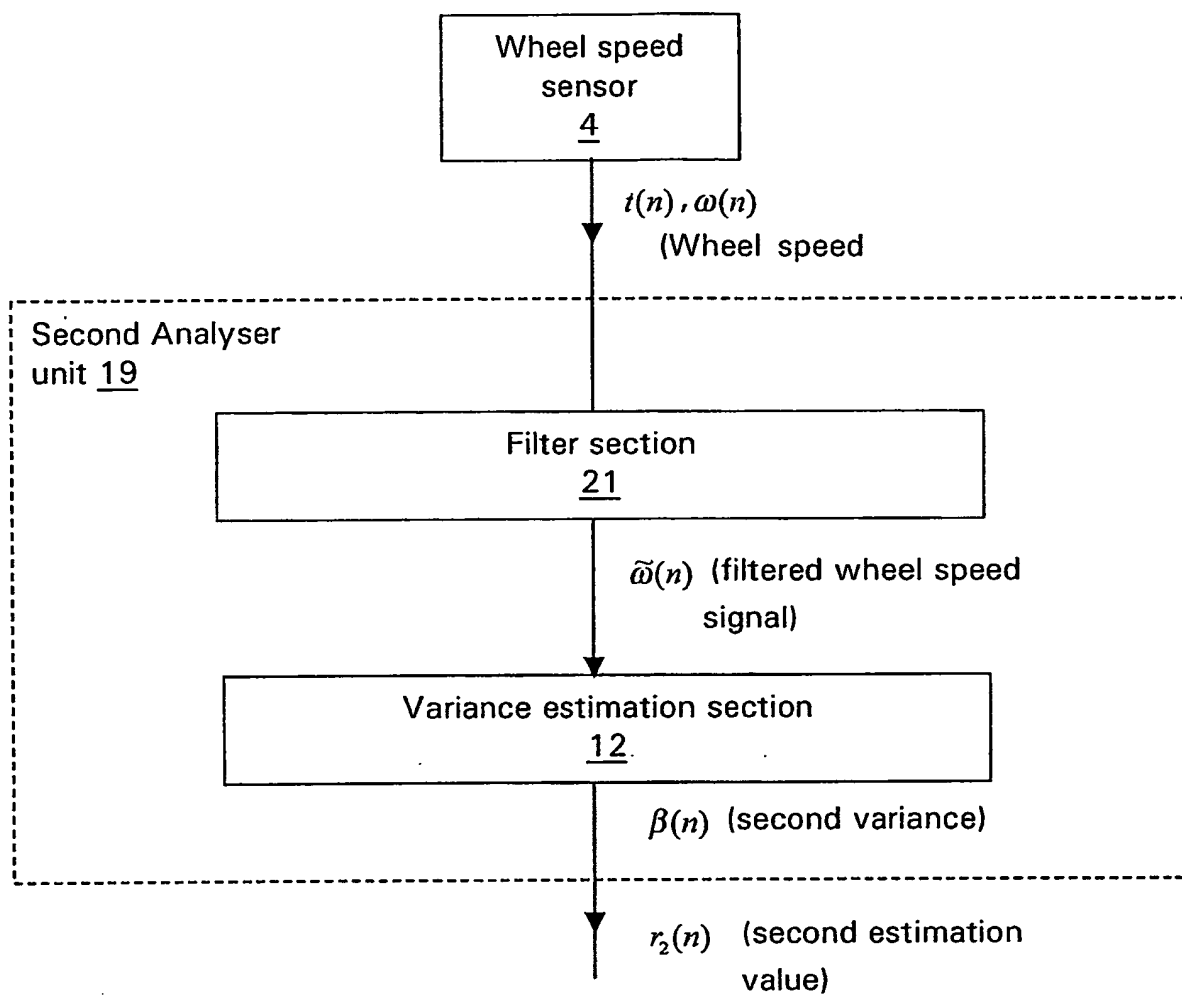 Wheel speed
sensor
4
t(n), ω(n)
(Wheel speed
Second Analyser
unit 19
Filter section
21
ω̃(n) (filtered wheel speed
signal)
Variance estimation section
12
β(n) (second variance)
r₂(n) (second estimation
value)